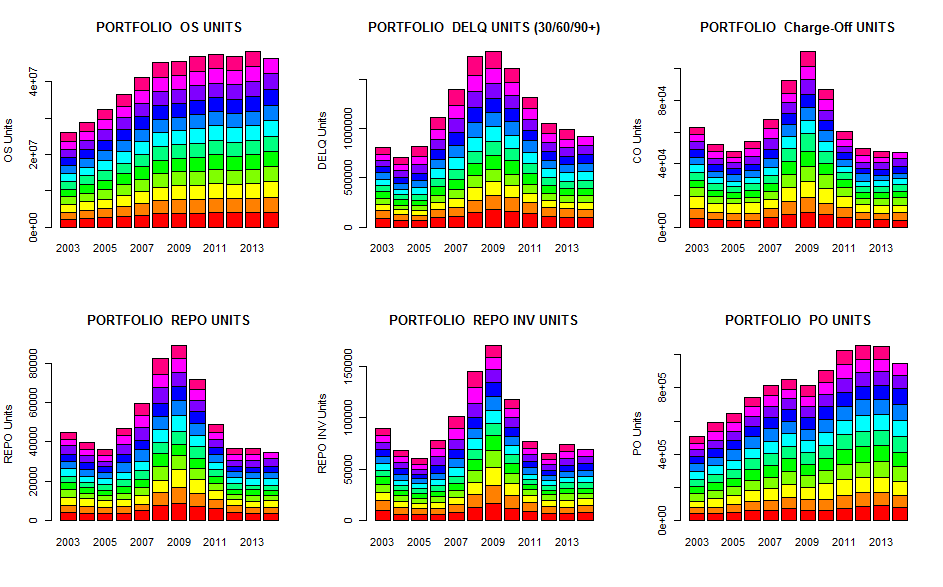 PORTFOLIO  OS UNITS
OS Units
4e+07
2e+07
0e+00
2003 2005 2007 2009 2011 2013
PORTFOLIO  DELQ UNITS (30/60/90+)
DELQ Units
1000000
500000
0
2003 2005 2007 2009 2011 2013
PORTFOLIO  Charge-Off UNITS
CO Units
8e+04
4e+04
0e+00
2003 2005 2007 2009 2011 2013
PORTFOLIO  REPO UNITS
REPO Units
80000
60000
40000
20000
0
2003 2005 2007 2009 2011 2013
PORTFOLIO  REPO INV UNITS
REPO INV Units
150000
100000
50000
0
2003 2005 2007 2009 2011 2013
PORTFOLIO  PO UNITS
PO Units
8e+05
4e+05
0e+00
2003 2005 2007 2009 2011 2013